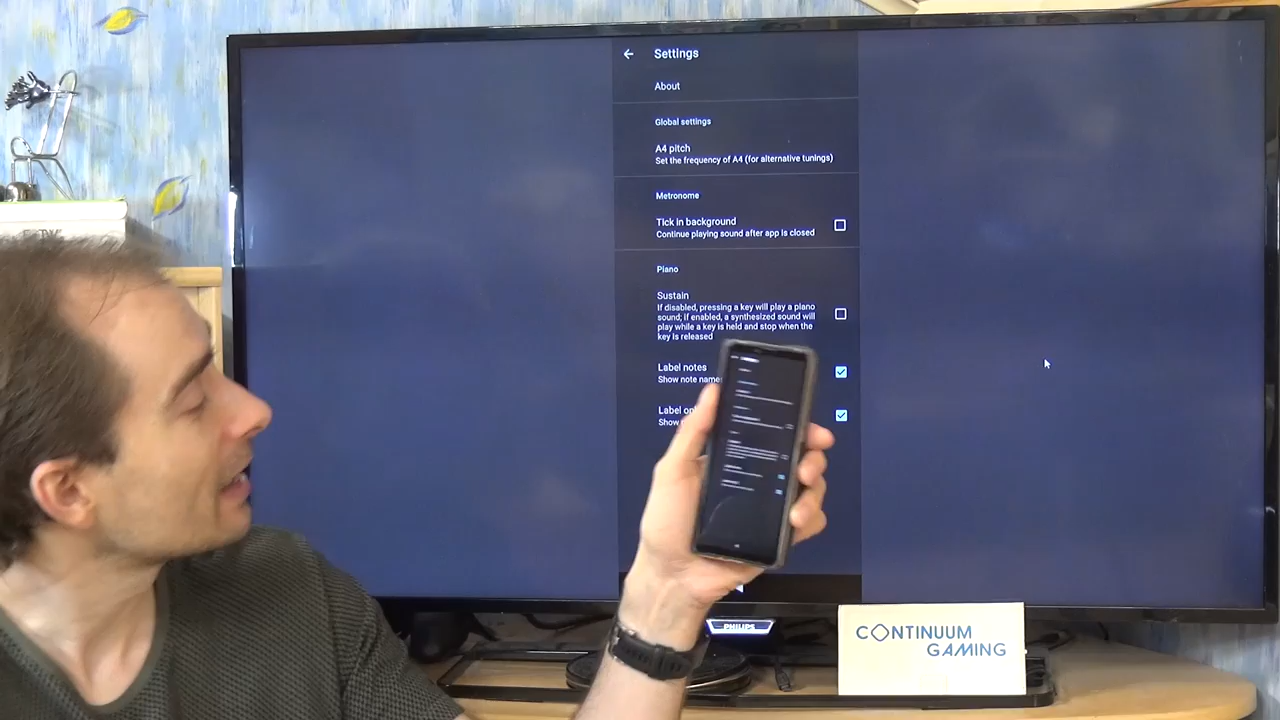 Settings
About
Global settings
A4 pitch
Set the frequency of A4 (for alternative tunings)
Metronome
Tick in background
Continue playing sound after app is closed
Piano
Sustain
If disabled, pressing a key will play a piano
sound; if enabled, a synthesized sound will
play while a key is held and stop when the
key is released
Label notes
Show note name
Label
Show
PHILIPS
CONTINUUM
GAMING